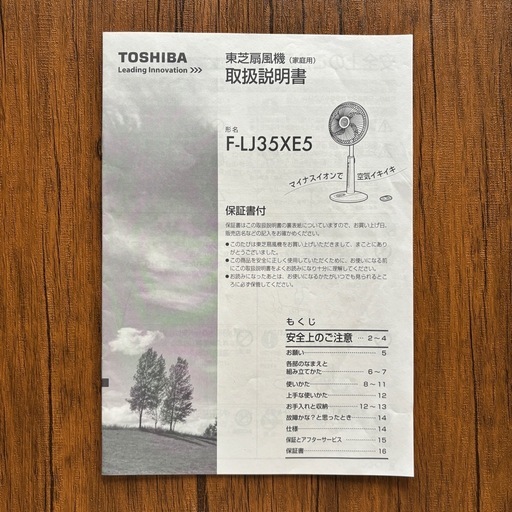 TOSHIBA
Leading Innovation >>>
東芝扇風機（家庭用）
取扱説明書
形名
F-LJ35XE5
マイナスイオンで
空気イキイキ
保証書付
保証書はこの取扱説明書の裏表紙についていますので、お買い上げ日、
販売店名などの記入をお確かめください。
●このたびは東芝扇風機をお買い上げいただきまして、まことにあり
がとうございました。
●この商品を安全に正しく使用していただくために、お使いになる前
にこの取扱説明書をよくお読みになり十分に理解してください。
●お読みになったあとは、お使いになるかたがいつでも見られるとこ
ろに必ず保管してください。
もくじ
安全上のご注意 … 2～4
お願い 5
各部のなまえと
組み立てかた 6～7
使いかた 8～11
上手な使いかた 12
お手入れと収納 12～13
故障かな？と思ったとき 14
仕様 14
保証とアフターサービス 15
保証書 16